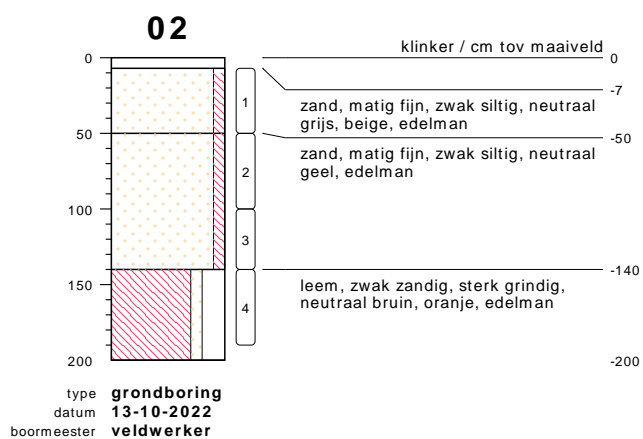 02
klinker / cm tov maaiveld
0
0
-7
1
zand, matig fijn, zwak siltig, neutraal
grijs, beige, edelman
50
-50
zand, matig fijn, zwak siltig, neutraal
geel, edelman
2
100
3
-140
150
leem, zwak zandig, sterk grindig,
neutraal bruin, oranje, edelman
4
200
-200
type grondboring
datum 13-10-2022
boormeester veldwerker